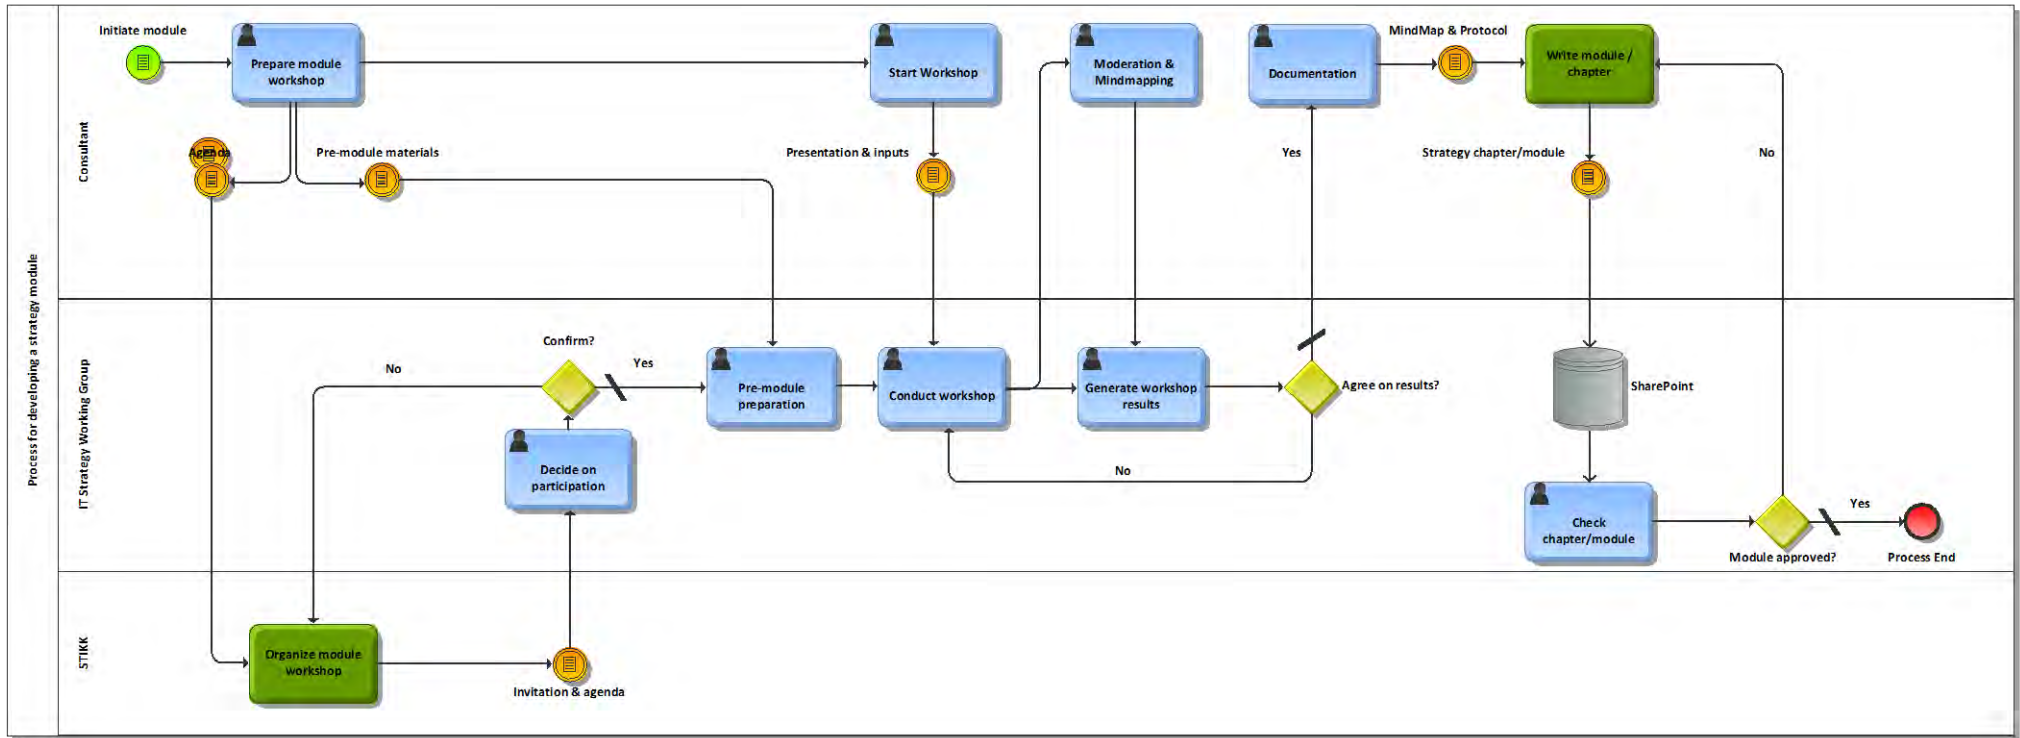 Process for developing a strategy module
Consultant
Initiate module
Prepare module
workshop
Agenda
Pre-module materials
Start Workshop
Presentation & inputs
Moderation &
Mindmapping
Documentation
Yes
MindMap & Protocol
Write module /
chapter
Strategy chapter/module
No
IT Strategy Working Group
No
Confirm?
Yes
Decide on
participation
Pre-module
preparation
Conduct workshop
Generate workshop
results
Agree on results?
No
SharePoint
Check
chapter/module
Module approved?
Yes
Process End
STIKK
Organize module
workshop
Invitation & agenda